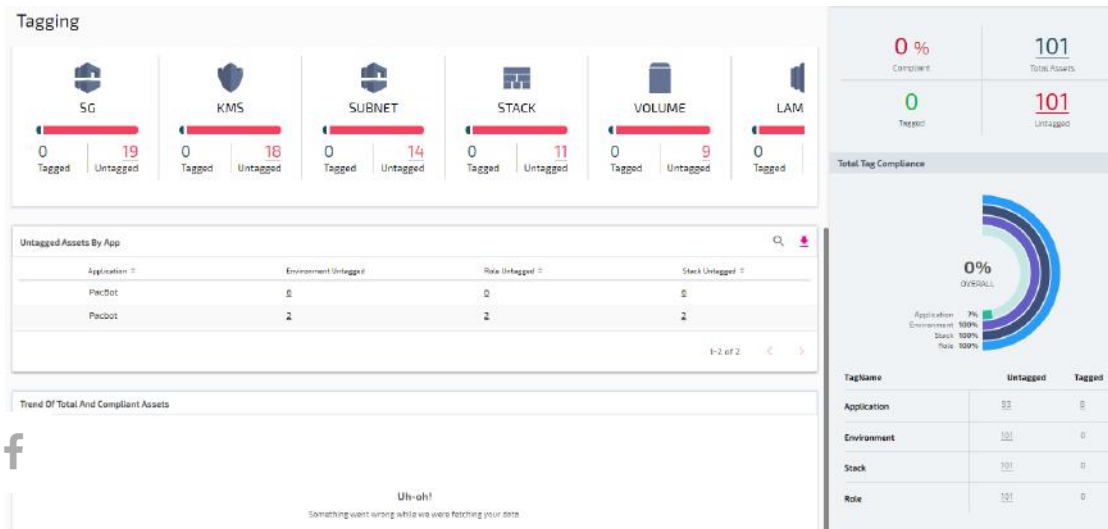 Tagging
SG
0 Tagged 19 Untagged
KMS
0 Tagged 18 Untagged
SUBNET
0 Tagged 14 Untagged
STACK
0 Tagged 11 Untagged
VOLUME
0 Tagged 9 Untagged
LAM
0 Tagged
Untagged Assets By App
Application Environment Untagged Role Untagged Stack Untagged
PacBot
Pacbot 2 2 2
1-2 of 2
Trend Of Total And Compliant Assets
f
Uh-oh!
Something went wrong while we were fetching your data
0 % Compliant
101 Total Assets
0 Tagged
101 Untagged
Total Tag Compliance
0%
OVERALL
Application 7%
Environment 100%
Stack 100%
Role 100%
TagName Untagged Tagged
Application
Environment 101 0
Stack 101 0
Role 101 0